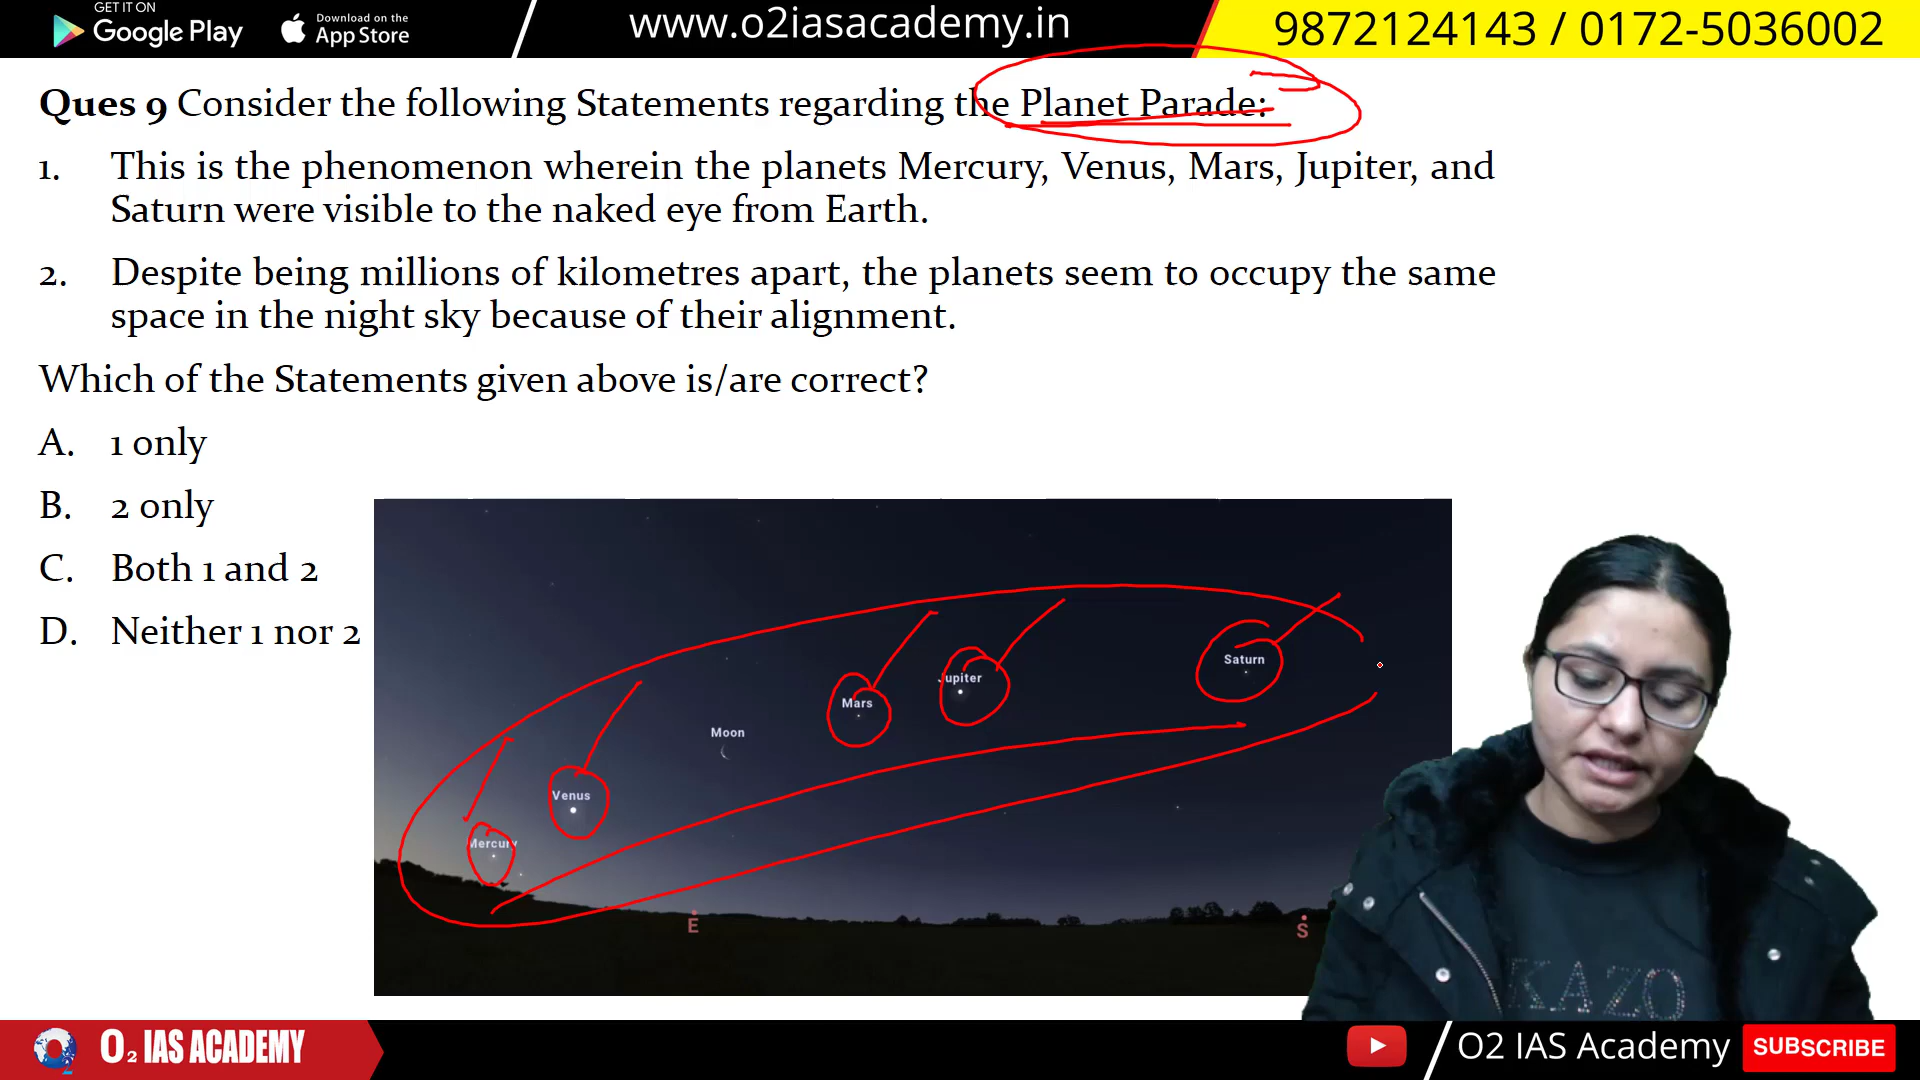 GET IT ON
Google Play
Download on the
App Store
www.o2iasacademy.in
9872124143 / 0172-5036002
Ques 9 Consider the following Statements regarding the Planet Parade:
1. This is the phenomenon wherein the planets Mercury, Venus, Mars, Jupiter, and
Saturn were visible to the naked eye from Earth.
2. Despite being millions of kilometres apart, the planets seem to occupy the same
space in the night sky because of their alignment.
Which of the Statements given above is/are correct?
A. 1 only
B. 2 only
C. Both 1 and 2
D. Neither 1 nor 2
Saturn
Jupiter
Mars
Moon
Venus
Mercury
E
S
KAZO
O2 IAS ACADEMY
O2 IAS Academy
SUBSCRIBE